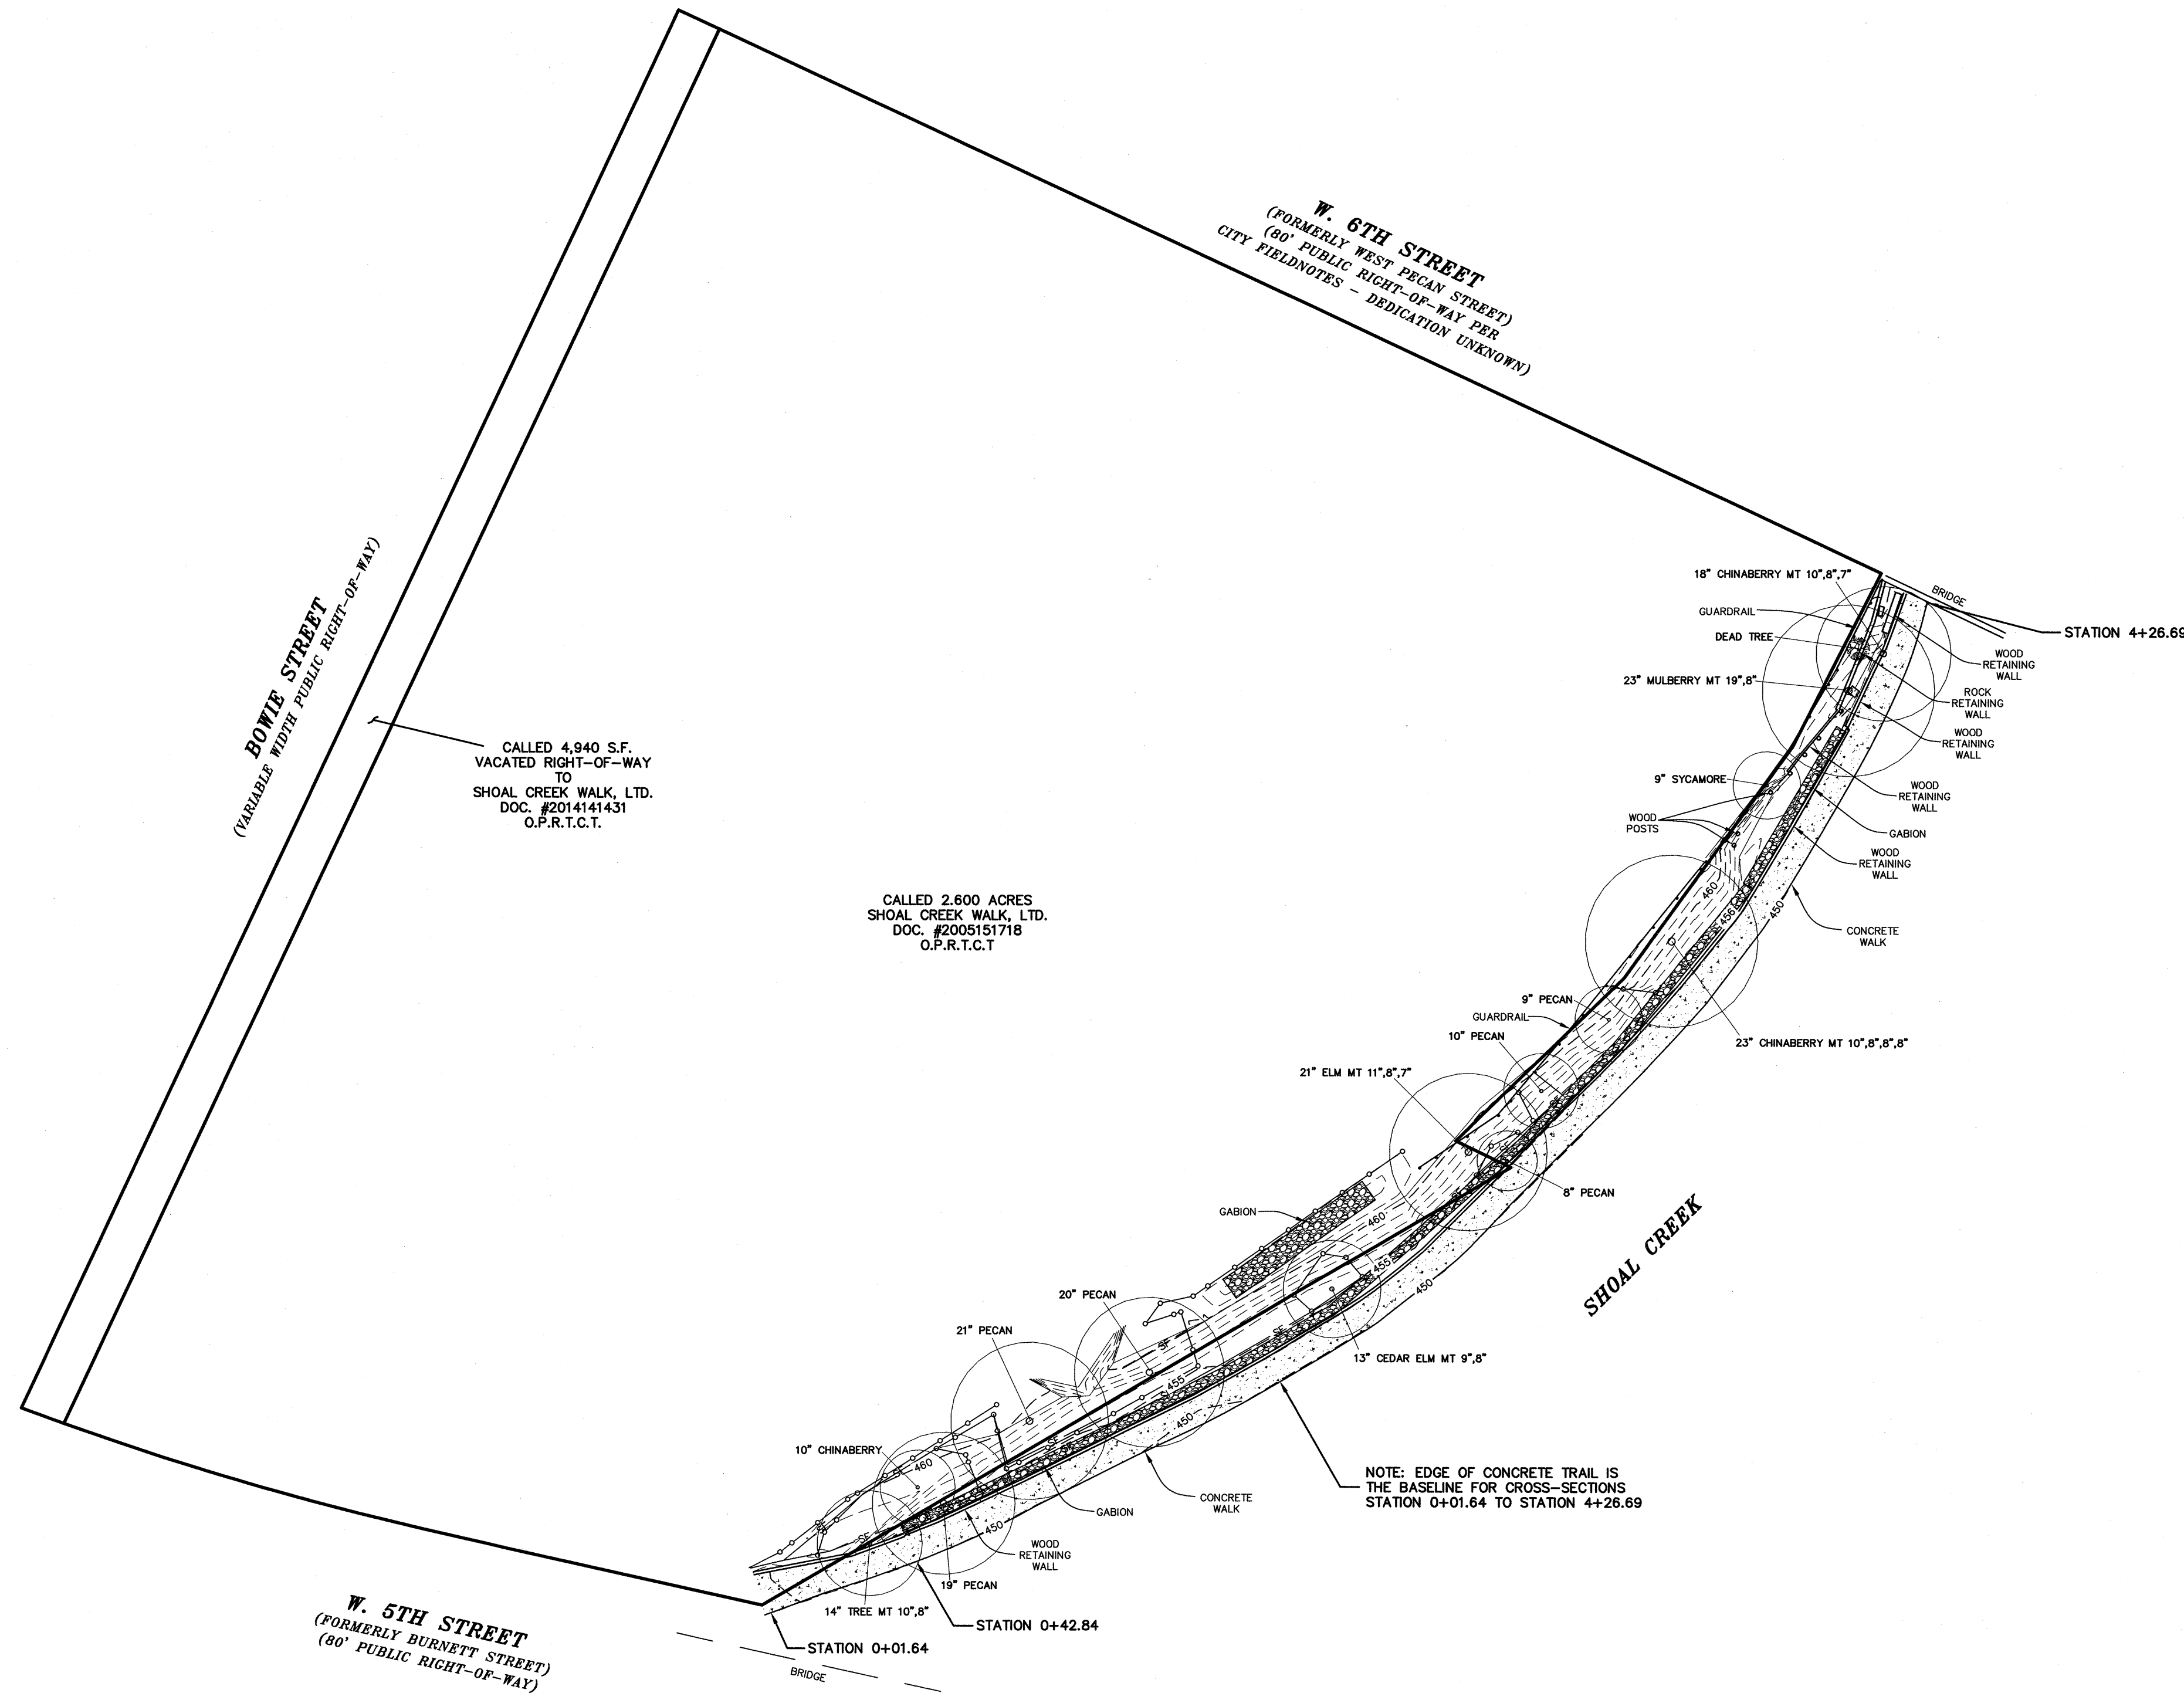 W. 6TH STREET
(FORMERLY WEST PECAN STREET)
(80' PUBLIC RIGHT-OF-WAY PER
CITY FIELDNOTES - DEDICATION UNKNOWN)
BOWIE STREET
(VARIABLE WIDTH PUBLIC RIGHT-OF-WAY)
CALLED 4,940 S.F.
VACATED RIGHT-OF-WAY
TO
SHOAL CREEK WALK, LTD.
DOC. #2014141431
O.P.R.T.C.T.
CALLED 2.600 ACRES
SHOAL CREEK WALK, LTD.
DOC. #2005151718
O.P.R.T.C.T
18" CHINABERRY MT 10",8",7"
BRIDGE
GUARDRAIL
STATION 4+26.69
DEAD TREE
WOOD
RETAINING
WALL
23" MULBERRY MT 19",8"
ROCK
RETAINING
WALL
WOOD
RETAINING
WALL
9" SYCAMORE
WOOD
RETAINING
WALL
WOOD
POSTS
GABION
WOOD
RETAINING
WALL
460
456
450
CONCRETE
WALK
9" PECAN
GUARDRAIL
10" PECAN
23" CHINABERRY MT 10",8",8",8"
21" ELM MT 11",8",7"
8" PECAN
GABION
460
SHOAL CREEK
455
450
20" PECAN
21" PECAN
SF
SF
13" CEDAR ELM MT 9",8"
455
450
10" CHINABERRY
460
SF
NOTE: EDGE OF CONCRETE TRAIL IS
THE BASELINE FOR CROSS-SECTIONS
STATION 0+01.64 TO STATION 4+26.69
CONCRETE
WALK
GABION
450
SF
WOOD
RETAINING
WALL
19" PECAN
14" TREE MT 10",8"
STATION 0+42.84
STATION 0+01.64
BRIDGE
W. 5TH STREET
(FORMERLY BURNETT STREET)
(80' PUBLIC RIGHT-OF-WAY)